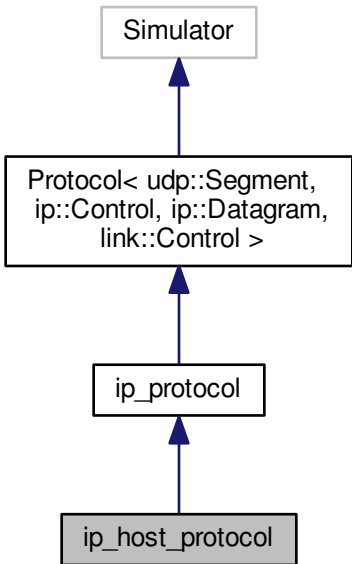 Simulator
Protocol< udp::Segment,
ip::Control, ip::Datagram,
link::Control >
ip_protocol
ip_host_protocol